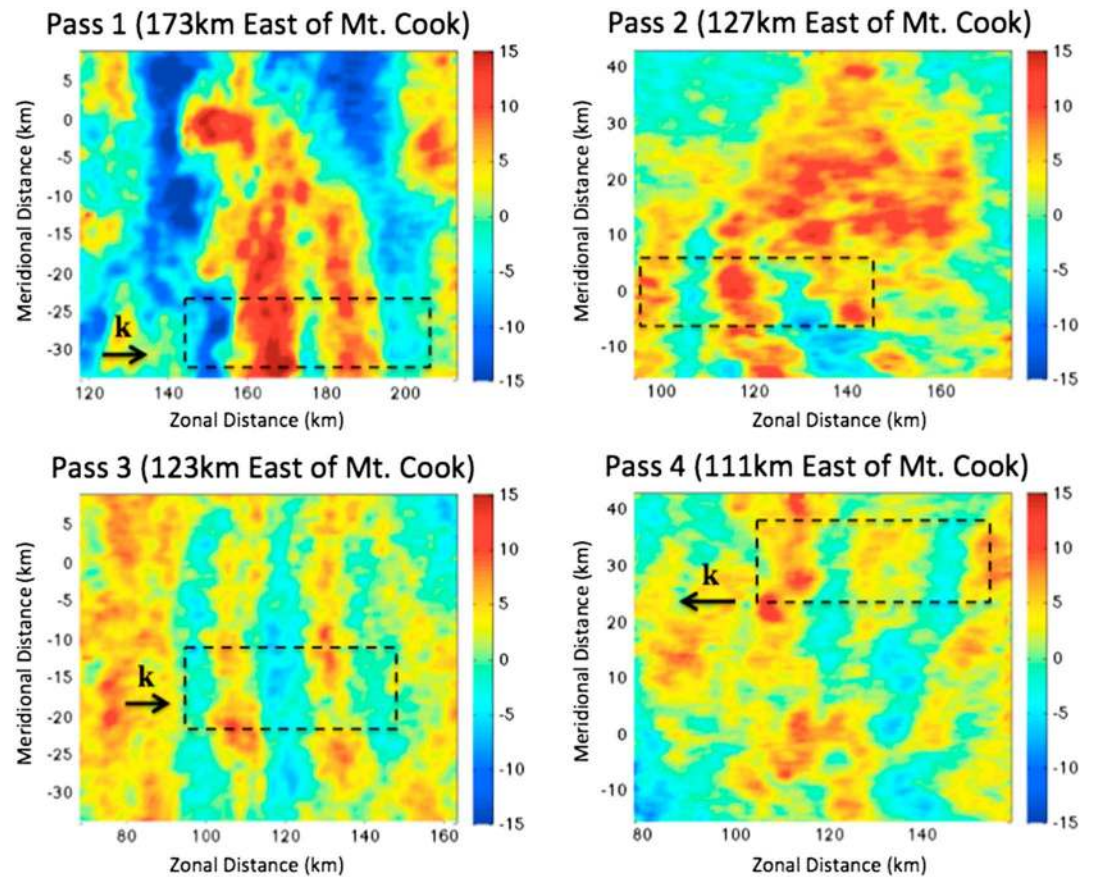 Pass 1 (173km East of Mt. Cook)
Meridional Distance (km)
5
0
-5
-10
-15
-20
-25
-30
k
120 140 160 180 200
Zonal Distance (km)
15
10
5
0
-5
-10
-15
Pass 2 (127km East of Mt. Cook)
Meridional Distance (km)
40
30
20
10
0
-10
100 120 140 160
Zonal Distance (km)
15
10
5
0
-5
-10
-15
Pass 3 (123km East of Mt. Cook)
Meridional Distance (km)
5
0
-5
-10
-15
-20
-25
-30
k
80 100 120 140 160
Zonal Distance (km)
15
10
5
0
-5
-10
-15
Pass 4 (111km East of Mt. Cook)
Meridional Distance (km)
40
30
20
10
0
-10
k
80 100 120 140
Zonal Distance (km)
15
10
5
0
-5
-10
-15